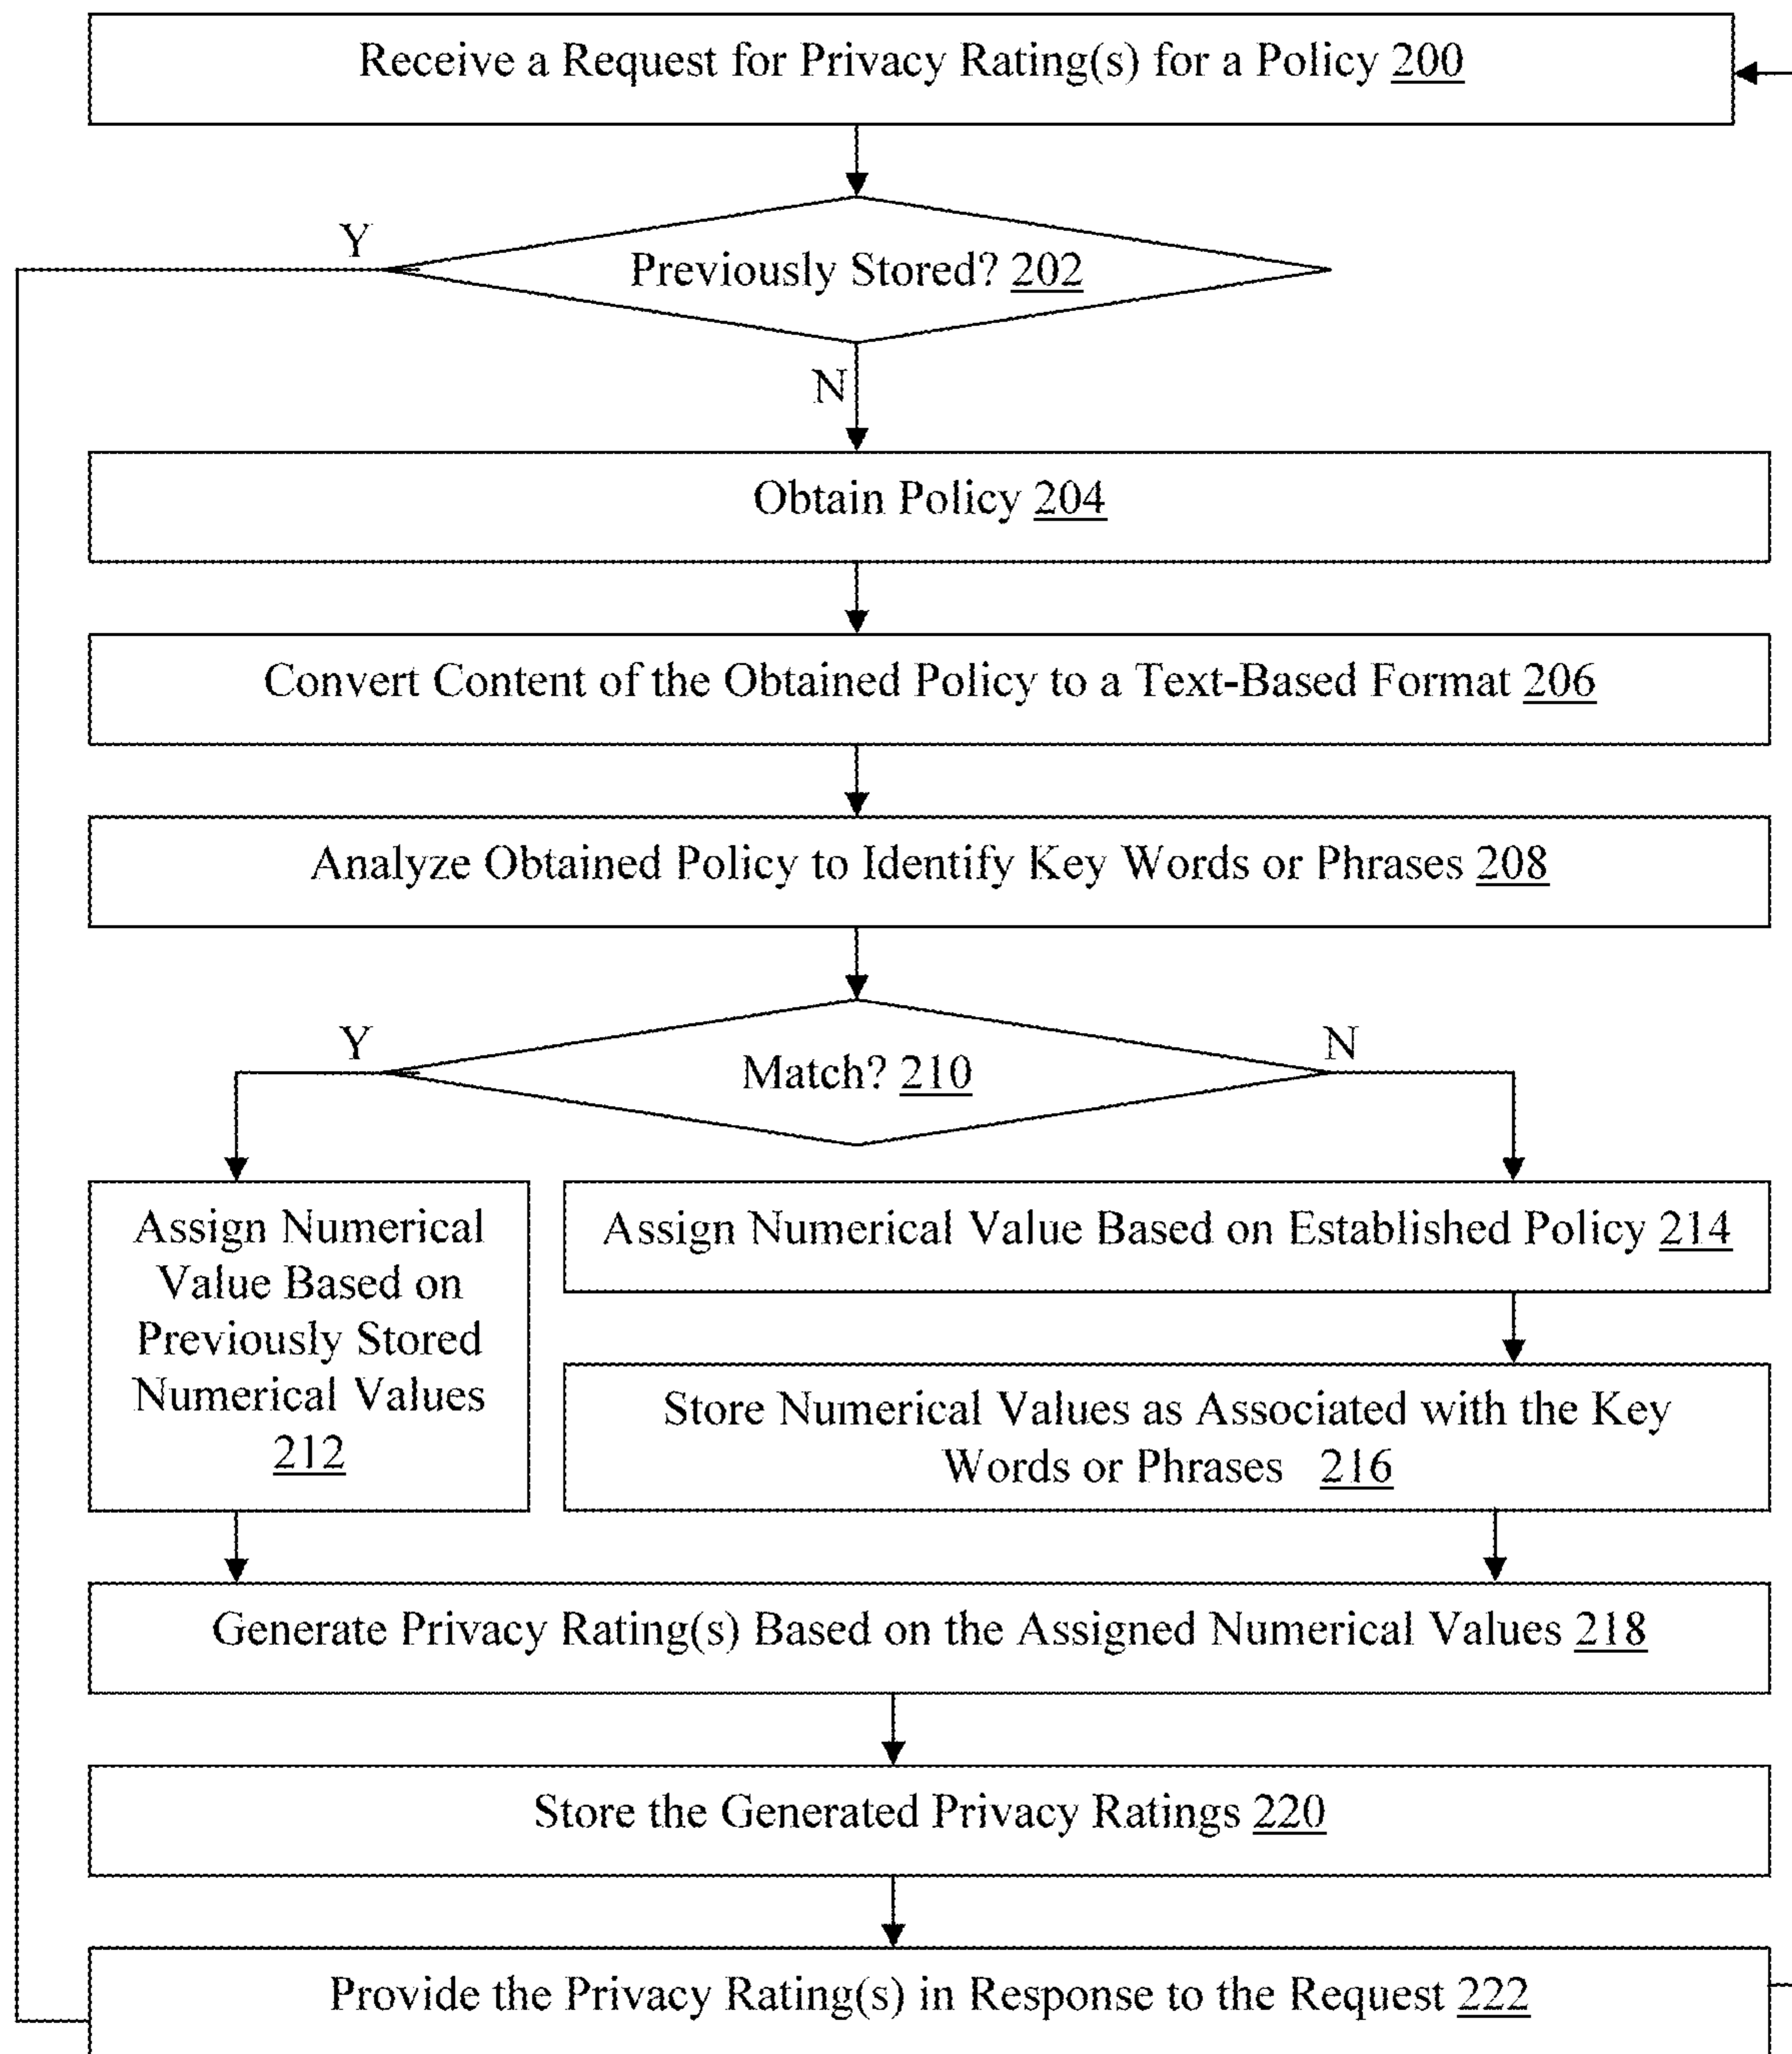 Receive a Request for Privacy Rating(s) for a Policy 200
Y
Previously Stored? 202
N
Obtain Policy 204
Convert Content of the Obtained Policy to a Text-Based Format 206
Analyze Obtained Policy to Identify Key Words or Phrases 208
Y
N
Match? 210
Assign Numerical
Value Based on
Previously Stored
Numerical Values
212
Assign Numerical Value Based on Established Policy 214
Store Numerical Values as Associated with the Key
Words or Phrases 216
Generate Privacy Rating(s) Based on the Assigned Numerical Values 218
Store the Generated Privacy Ratings 220
Provide the Privacy Rating(s) in Response to the Request 222